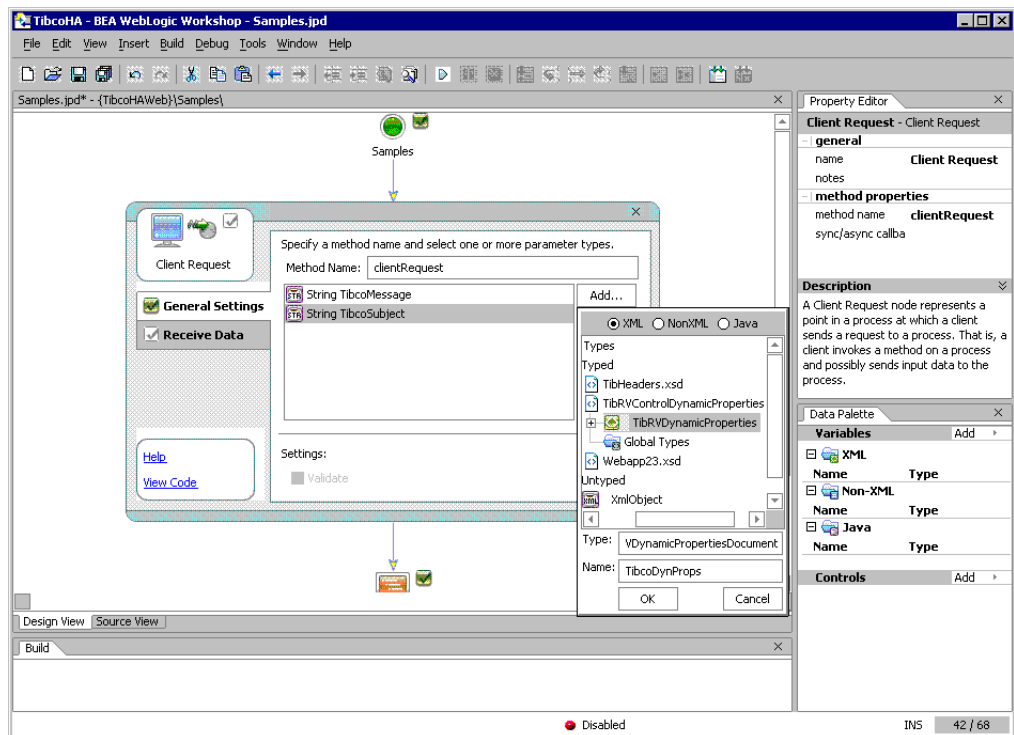 TibcoHA - BEA WebLogic Workshop - Samples.jpd
File Edit View Insert Build Debug Tools Window Help
Samples.jpd* - {TibcoHAWeb}\Samples\
Samples
Client Request
General Settings
Receive Data
Help
View Code
Specify a method name and select one or more parameter types.
Method Name: clientRequest
STR String TibcoMessage
STR String TibcoSubject
Add...
Settings:
Validate
XML NonXML Java
Types
Typed
TibHeaders.xsd
TibRVControlDynamicProperties
TibRVDynamicProperties
Global Types
Webapp23.xsd
Untyped
XML XmlObject
Type: VDynamicPropertiesDocument
Name: TibcoDynProps
OK Cancel
Design View Source View
Build
Property Editor
Client Request - Client Request
general
name Client Request
notes
method properties
method name clientRequest
sync/async callba
Description
A Client Request node represents a
point in a process at which a client
sends a request to a process. That is, a
client invokes a method on a process
and possibly sends input data to the
process.
Data Palette
Variables Add
XML
Name Type
Non-XML
Name Type
Java
Name Type
Controls Add
Disabled
INS 42 / 68